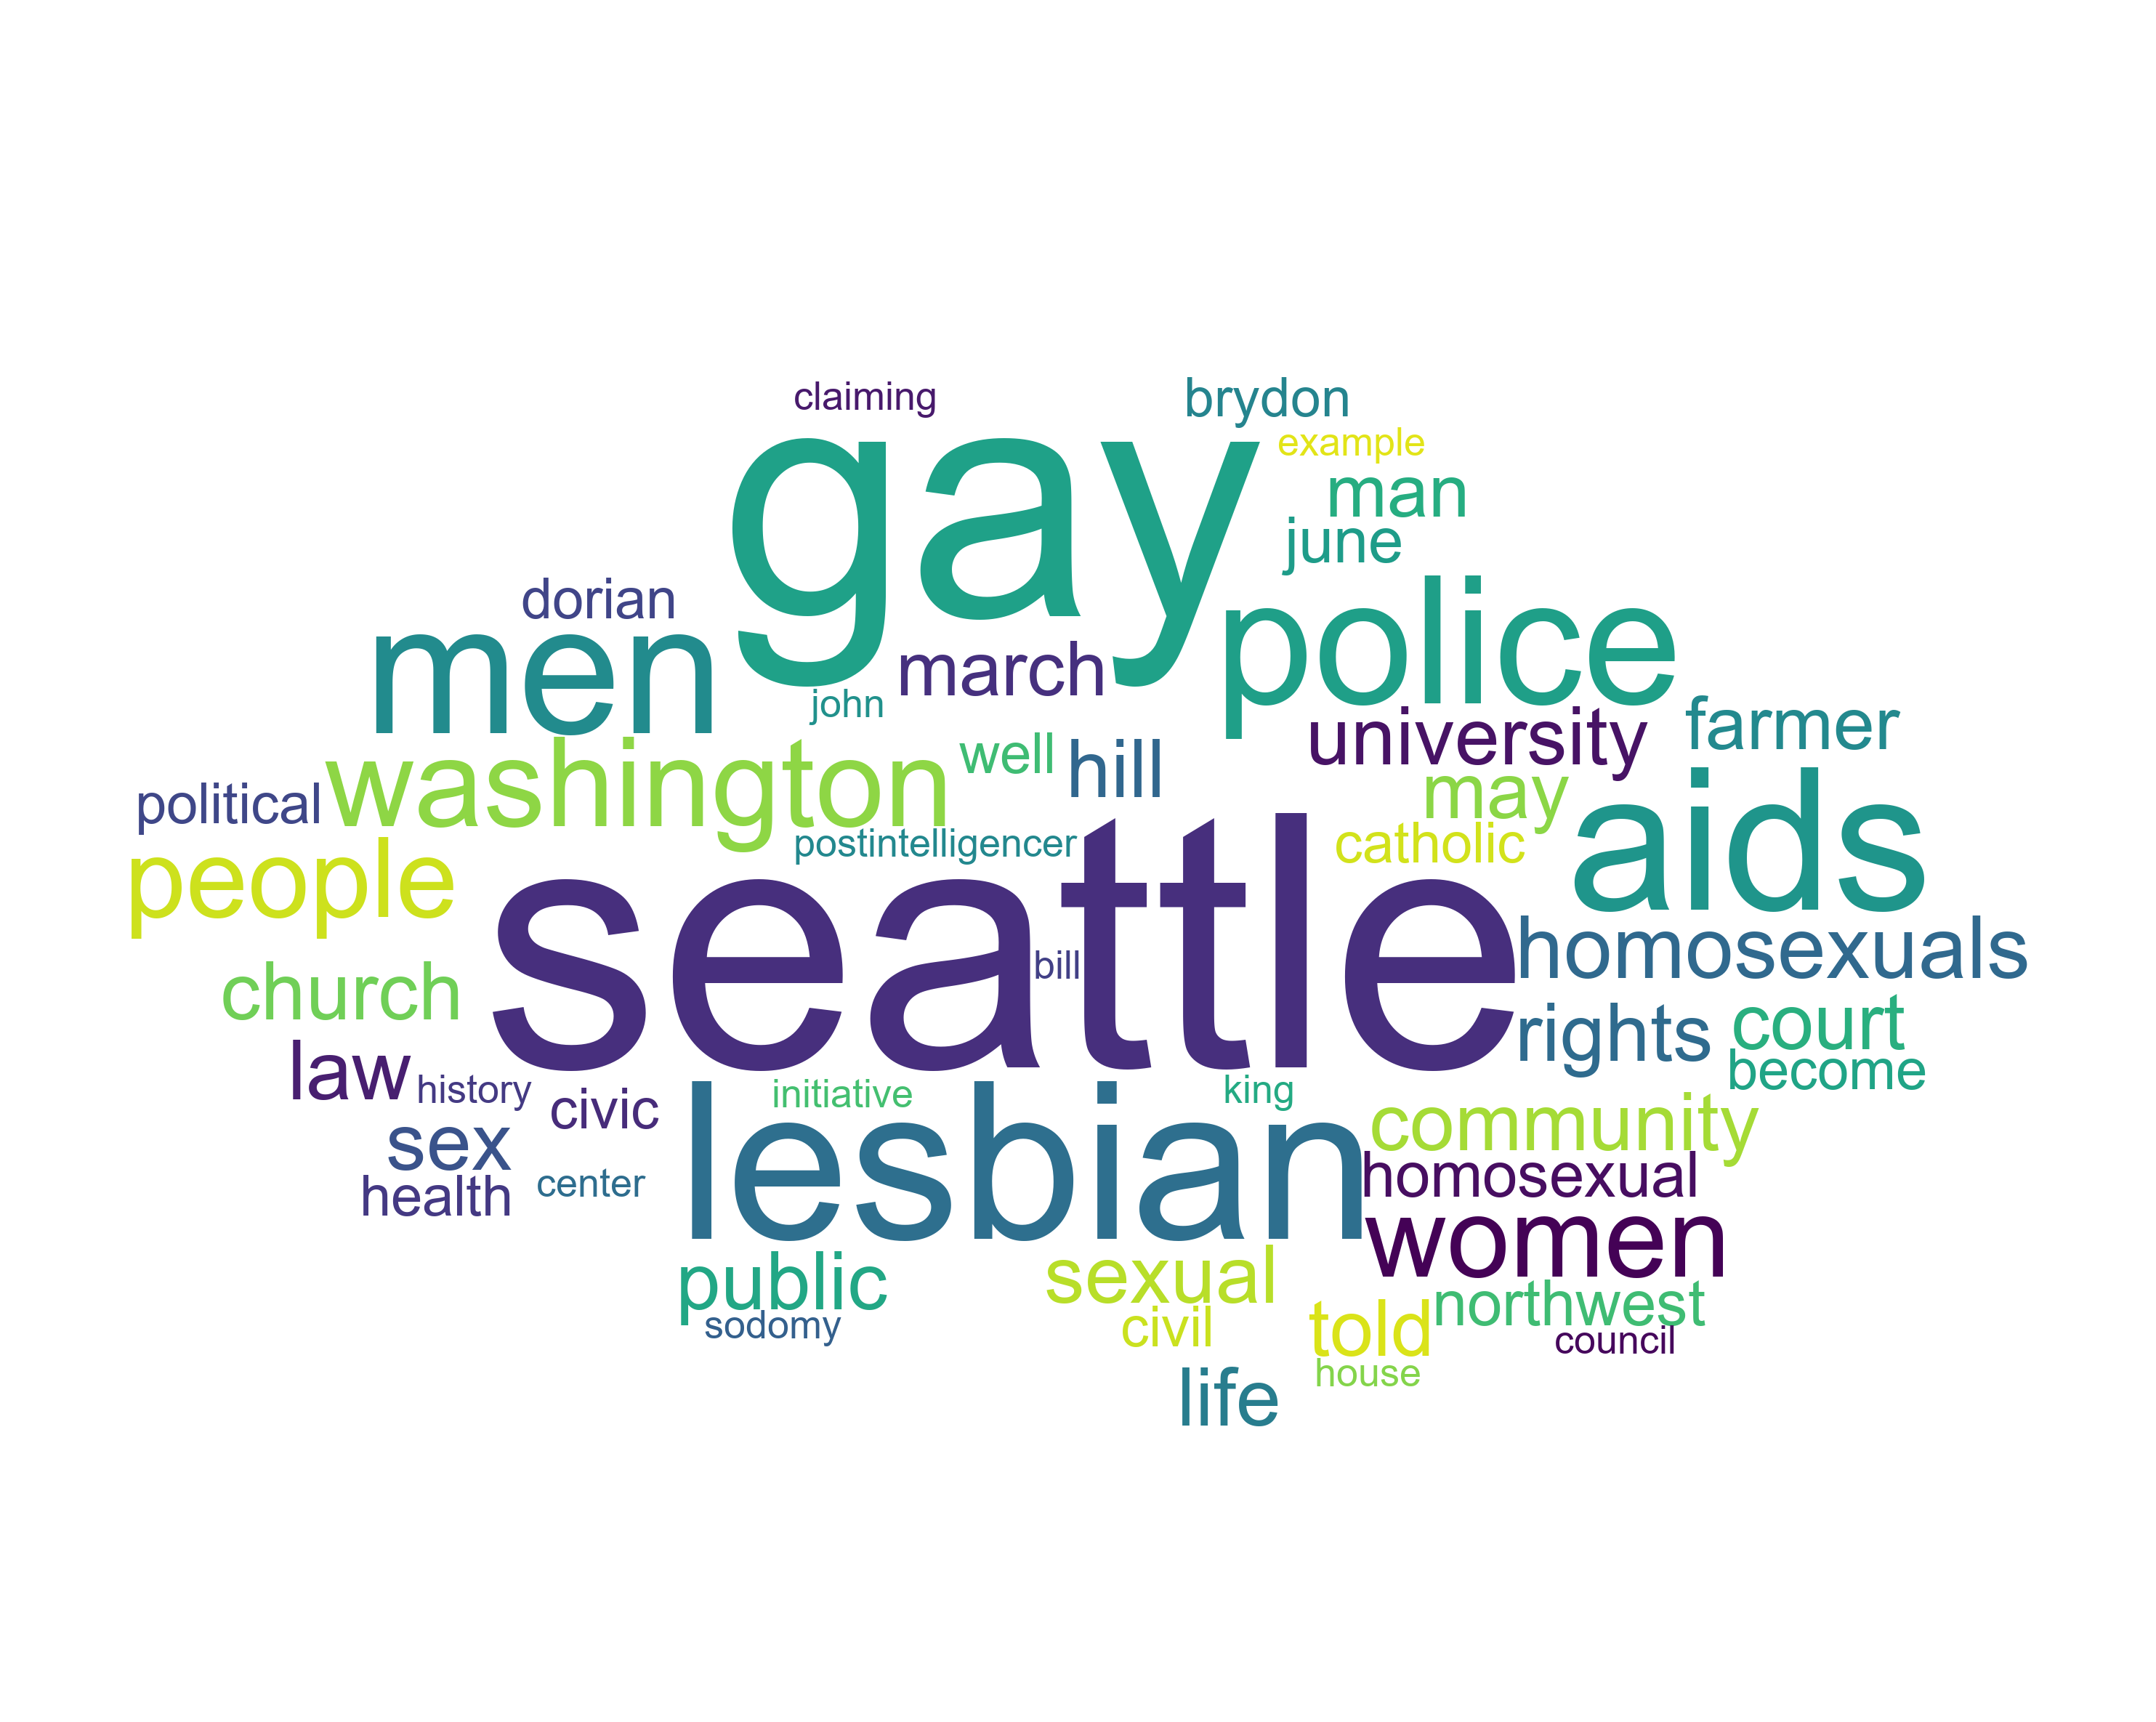 claiming
brydon
gay
example
man
june
dorian
men
police
march
john
farmer
university
washington
well
hill
political
may
aids
postintelligencer
catholic
people
seattle
homosexuals
bill
church
rights
court
law
history
civic
initiative
king
become
lesbian
community
sex
center
health
homosexual
women
public
sexual
northwest
sodomy
civil
told
council
house
life